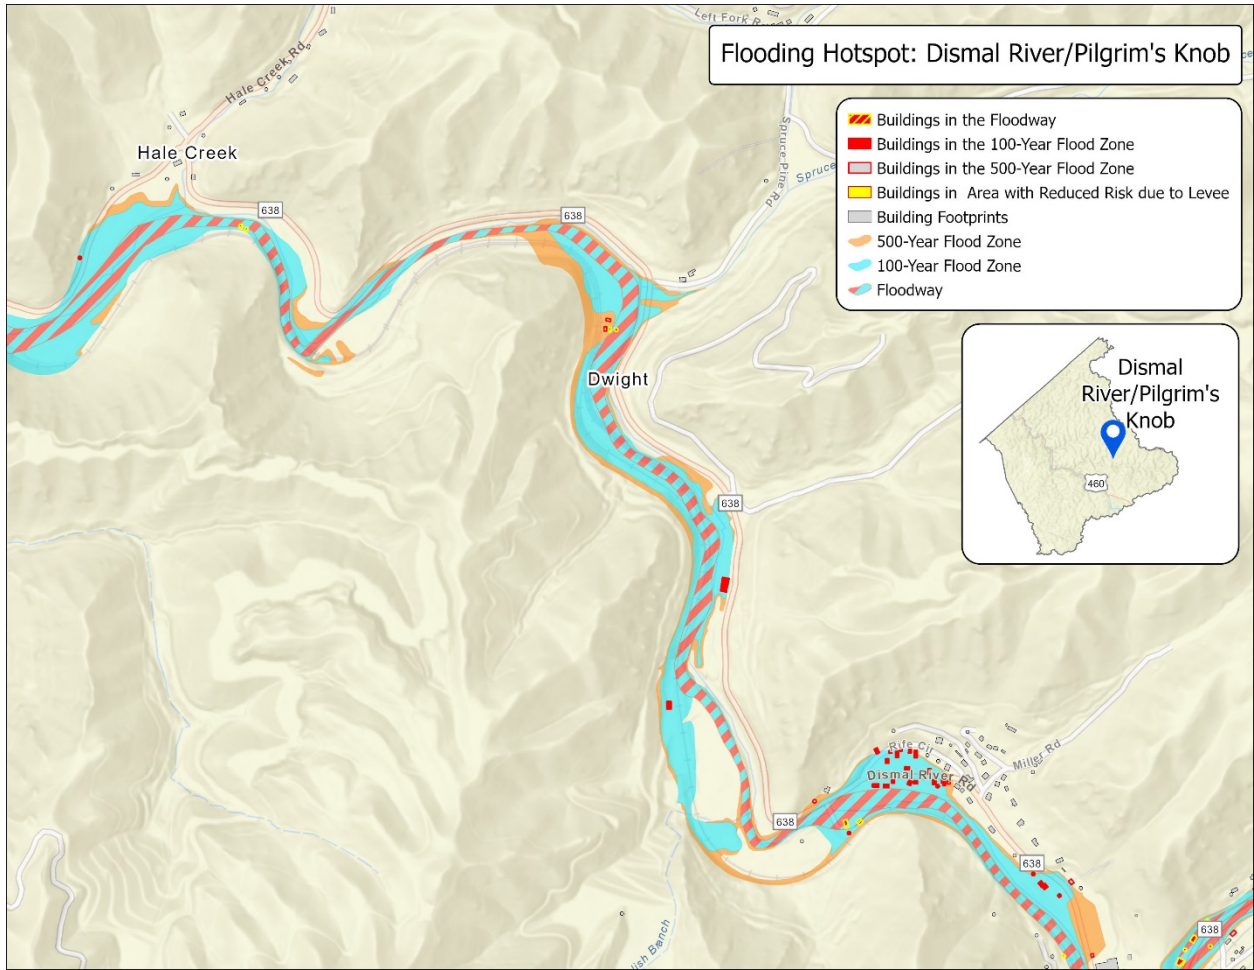 Left Fork R
Flooding Hotspot: Dismal River/Pilgrim's Knob
Hale Creek Rd
Buildings in the Floodway
Buildings in the 100-Year Flood Zone
Buildings in the 500-Year Flood Zone
Buildings in Area with Reduced Risk due to Levee
Building Footprints
500-Year Flood Zone
100-Year Flood Zone
Floodway
Hale Creek
Spruce Pine Rd
Spruce
638
638
Dismal
River/Pilgrim's
Knob
460
Dwight
638
Rife Cir
Miller Rd
Dismal River Rd
638
638
638
lish Branch